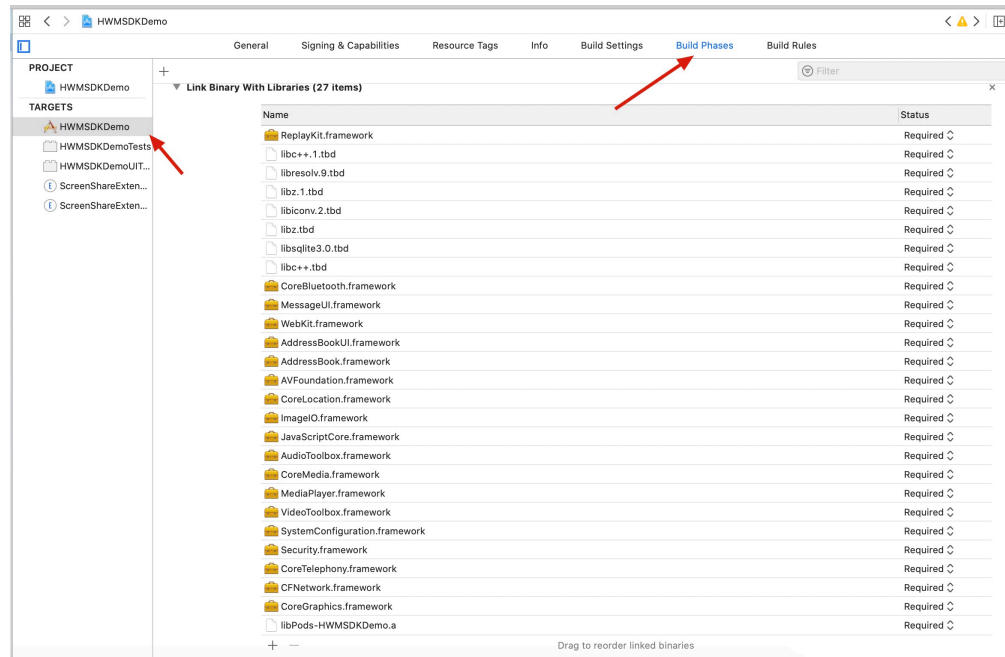 HWMSDKDemo
General Signing & Capabilities Resource Tags Info Build Settings Build Phases Build Rules
PROJECT
HWMSDKDemo
TARGETS
HWMSDKDemo
HWMSDKDemoTests
HWMSDKDemoUIT...
ScreenShareExten...
ScreenShareExten...
Filter
Link Binary With Libraries (27 items)
Name Status
ReplayKit.framework Required
libc++.1.tbd Required
libresolv.9.tbd Required
libz.1.tbd Required
libiconv.2.tbd Required
libz.tbd Required
libsqlite3.0.tbd Required
libc++.tbd Required
CoreBluetooth.framework Required
MessageUI.framework Required
WebKit.framework Required
AddressBookUI.framework Required
AddressBook.framework Required
AVFoundation.framework Required
CoreLocation.framework Required
ImageIO.framework Required
JavaScriptCore.framework Required
AudioToolbox.framework Required
CoreMedia.framework Required
MediaPlayer.framework Required
VideoToolbox.framework Required
SystemConfiguration.framework Required
Security.framework Required
CoreTelephony.framework Required
CFNetwork.framework Required
CoreGraphics.framework Required
libPods-HWMSDKDemo.a Required
Drag to reorder linked binaries